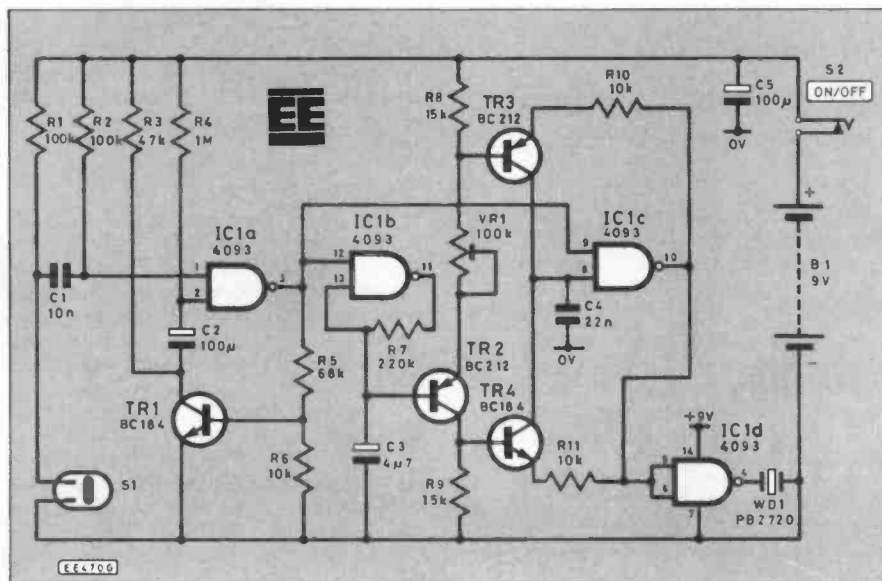 R1
100k
R2
100k
R3
47k
R4
1M
EE
R8
15k
TR3
BC212
R10
10k
C5
100µ
0V
S2
ON/OFF
IC1a
4093
1
2
3
C1
10n
C2
100µ
IC1b
4093
12
13
11
VR1
100k
IC1c
4093
9
8
10
C4
22n
0V
+
B1
9V
-
R5
68k
R7
220k
TR2
BC212
TR4
BC184
TR1
BC184
R6
10k
C3
4µ7
R9
15k
R11
10k
+9V
IC1d
4093
14
5
6
4
7
WD1
PB2720
S1
EE470G